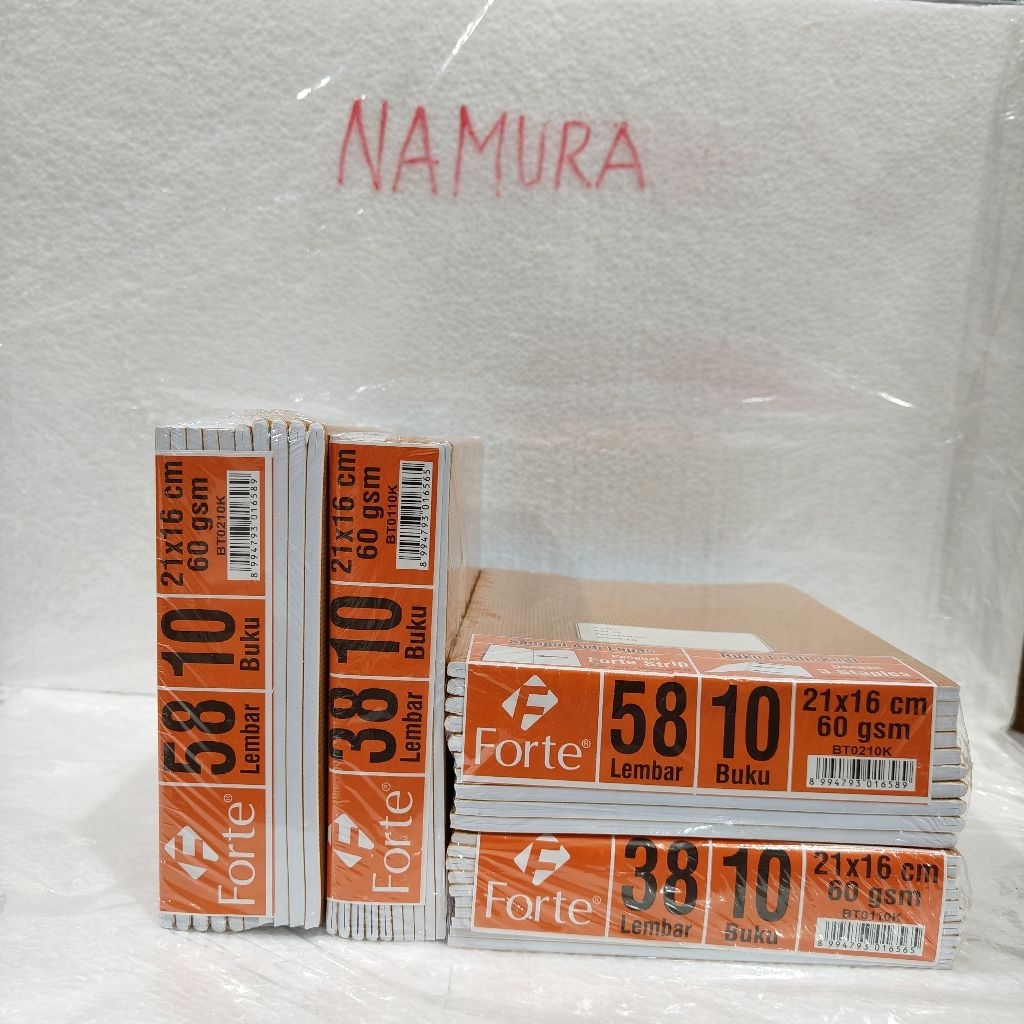 NAMURA
Forte®
58
Lembar
10
Buku
21x16 cm
60 gsm
BT0210K
8 994793 016589
Forte®
38
Lembar
10
Buku
21x16 cm
60 gsm
BT0110K
8 994793 016565
Forte Strip
Forte®
58
Lembar
10
Buku
21x16 cm
60 gsm
BT0210K
8 994793 016589
Forte®
38
Lembar
10
Buku
21x16 cm
60 gsm
BT0110K
8 994793 016565